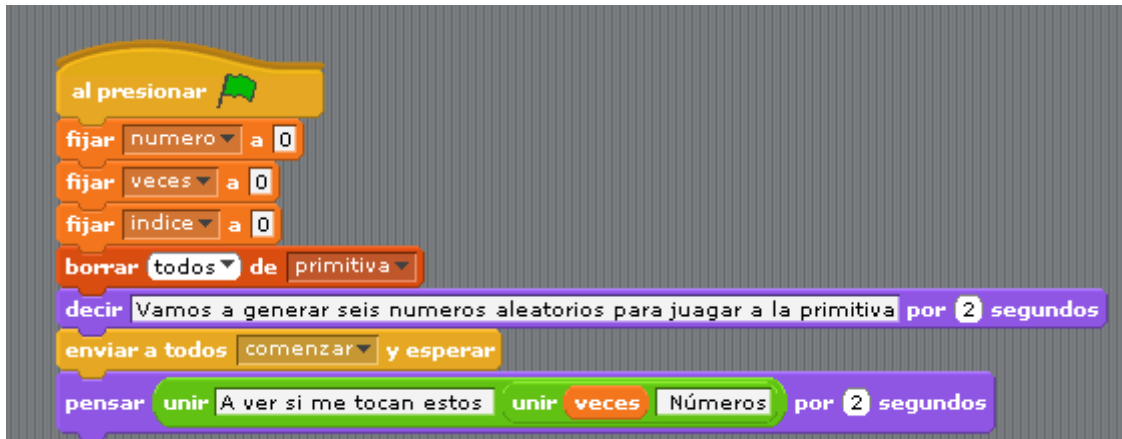 al presionar
fijar numero a 0
fijar veces a 0
fijar indice a 0
borrar todos de primitiva
decir Vamos a generar seis numeros aleatorios para juagar a la primitiva por 2 segundos
enviar a todos comenzar y esperar
pensar unir A ver si me tocan estos unir veces Números por 2 segundos